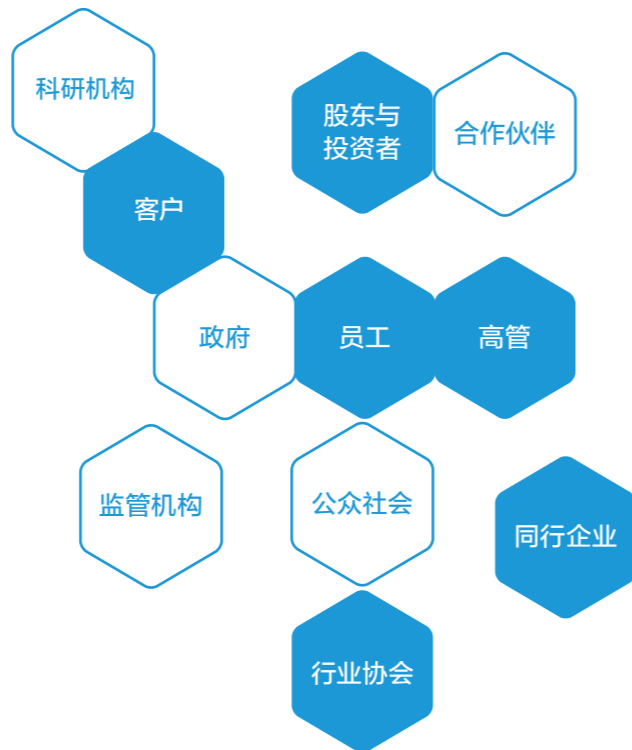 科研机构
股东与
投资者
合作伙伴
客户
政府
员工
高管
监管机构
公众社会
同行企业
行业协会